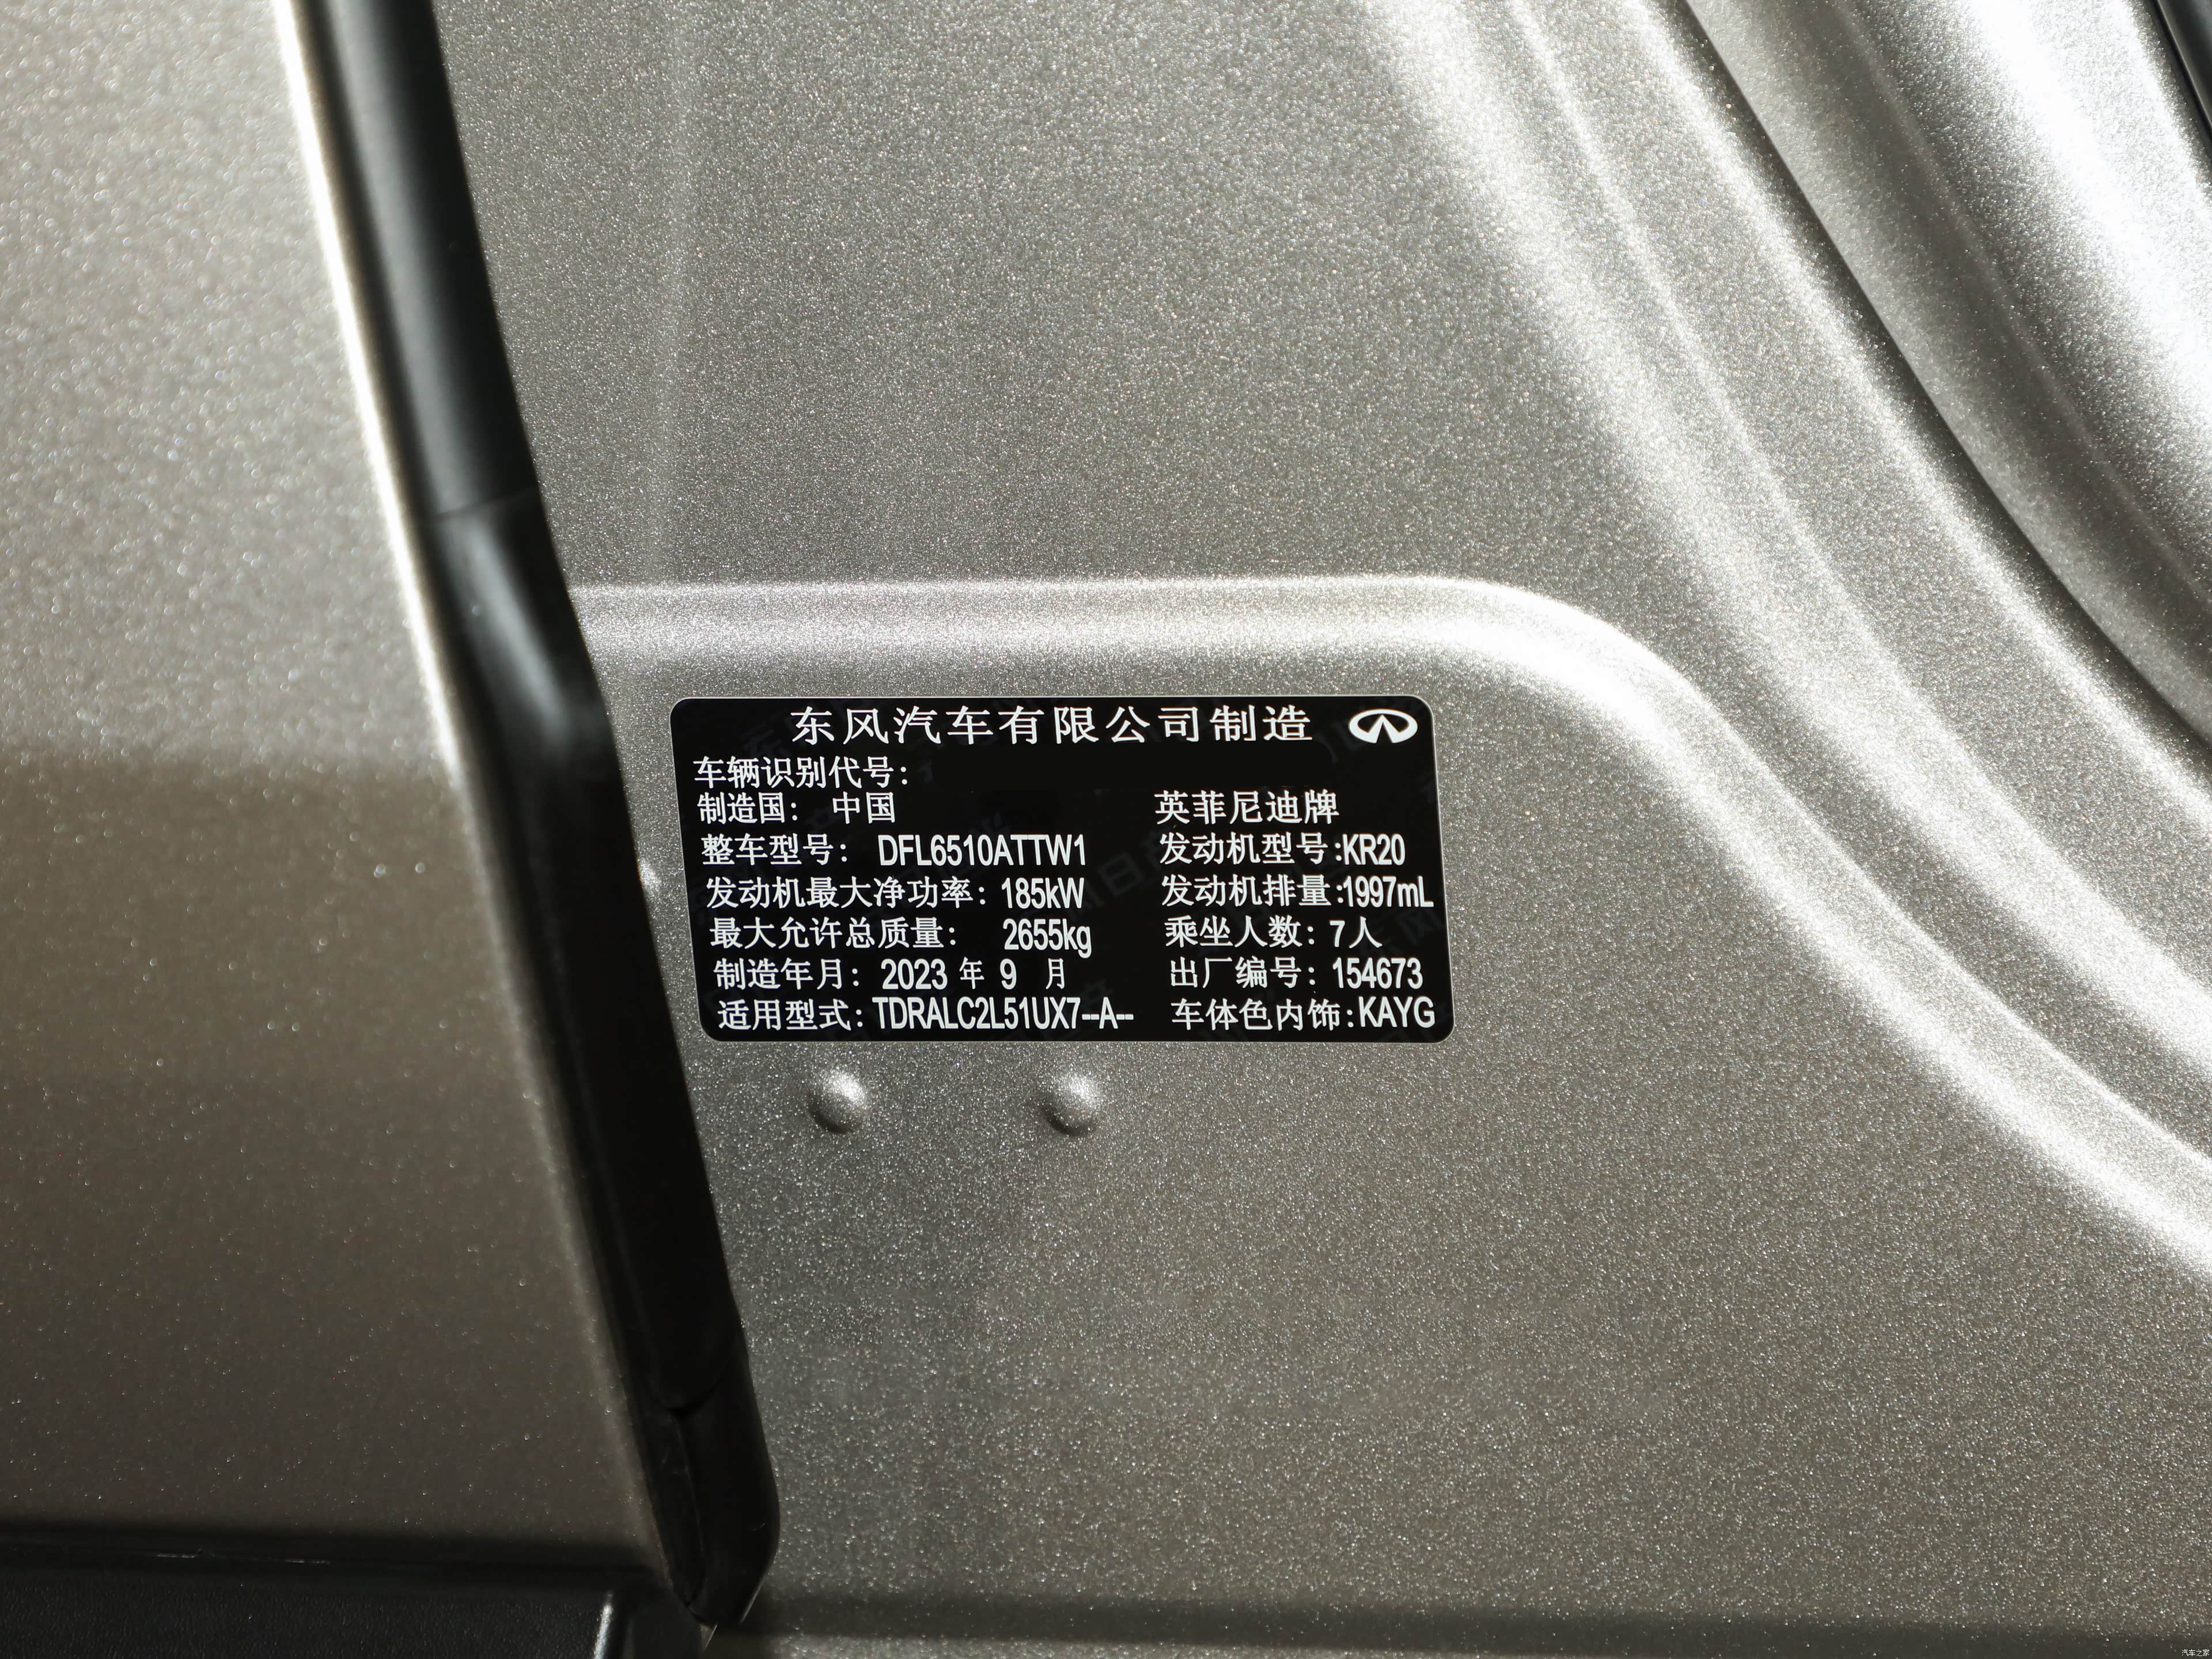 东风汽车有限公司制造
车辆识别代号:
制造国: 中国 英菲尼迪牌
整车型号: DFL6510ATTW1 发动机型号:KR20
发动机最大净功率: 185kW 发动机排量:1997mL
最大允许总质量: 2655kg 乘坐人数: 7人
制造年月: 2023 年 9 月 出厂编号: 154673
适用型式: TDRALC2L51UX7--A-- 车体色内饰:KAYG
汽车之家